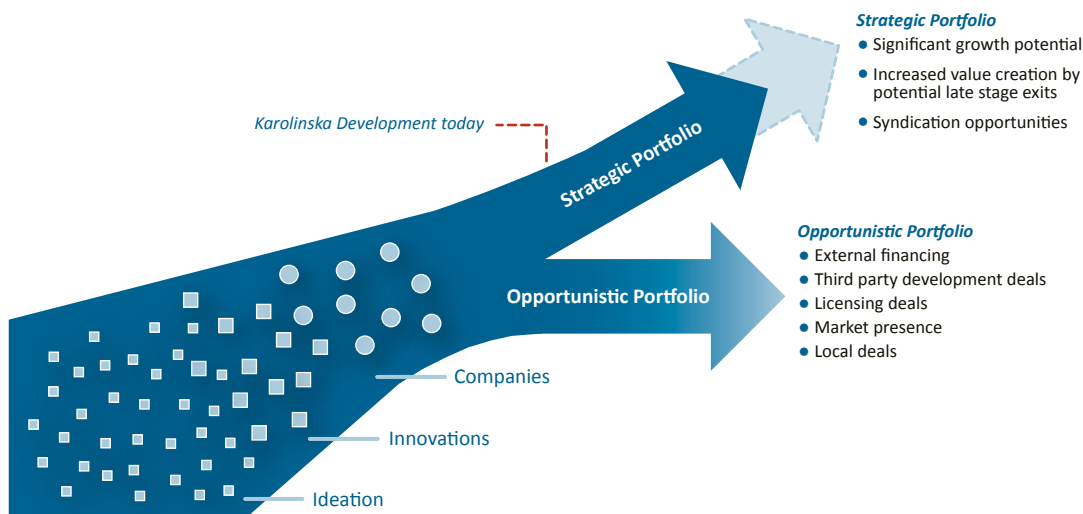 Strategic Portfolio
Significant growth potential
Increased value creation by
potential late stage exits
Syndication opportunities
Karolinska Development today
Strategic Portfolio
Opportunistic Portfolio
Opportunistic Portfolio
External financing
Third party development deals
Licensing deals
Market presence
Local deals
Companies
Innovations
Ideation